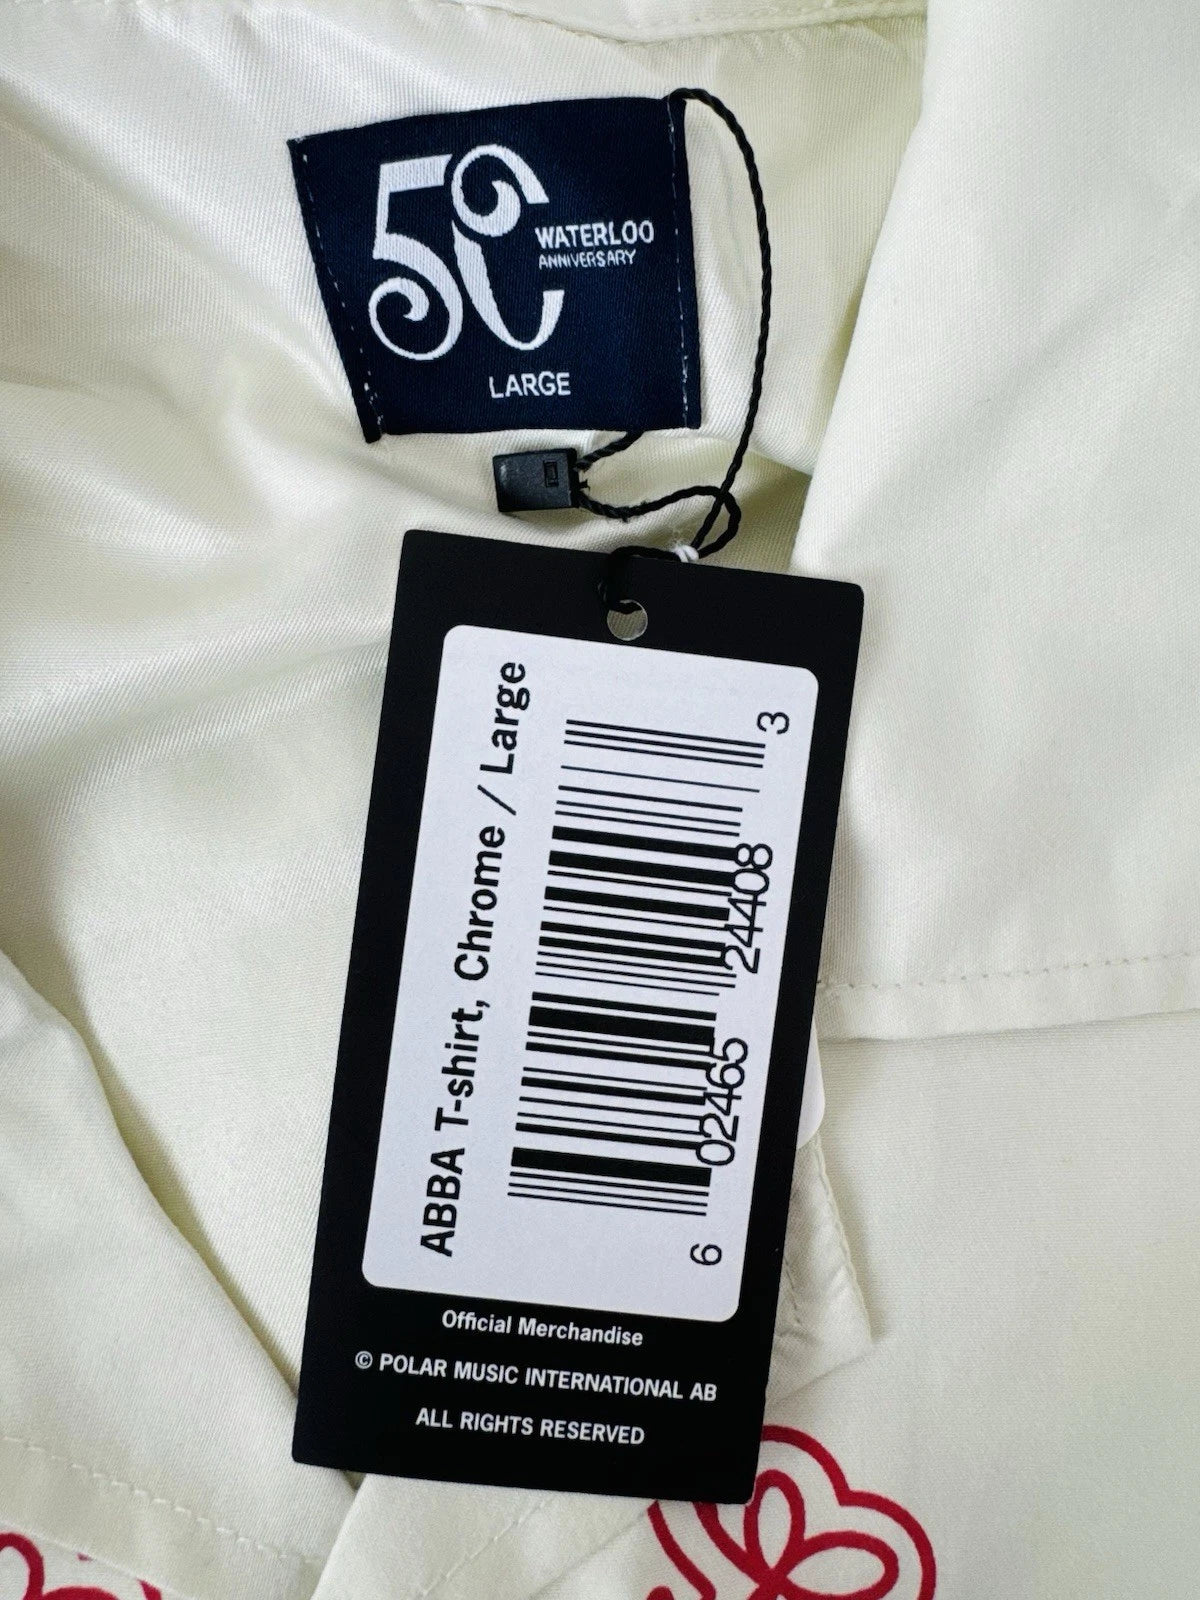 50
WATERLOO
ANNIVERSARY
LARGE
ABBA T-shirt, Chrome / Large
6 02465 24408 3
Official Merchandise
© POLAR MUSIC INTERNATIONAL AB
ALL RIGHTS RESERVED